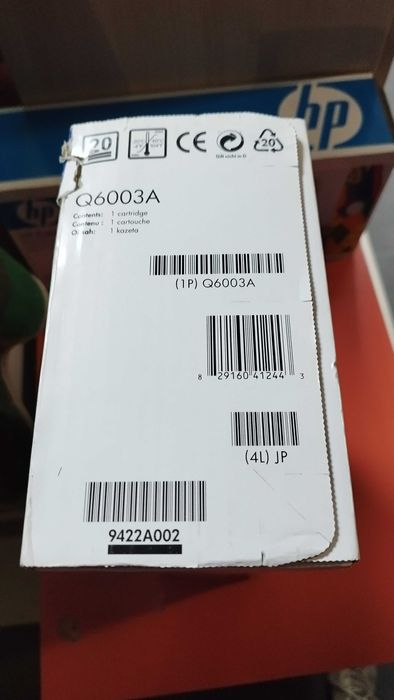 hp
hp
20
Q6003A
Contents: 1 cartridge
Contenu : 1 cartouche
Obsah: 1 kazeta
20
(1P) Q6003A
8 29160 41244 3
(4L) JP
9422A002